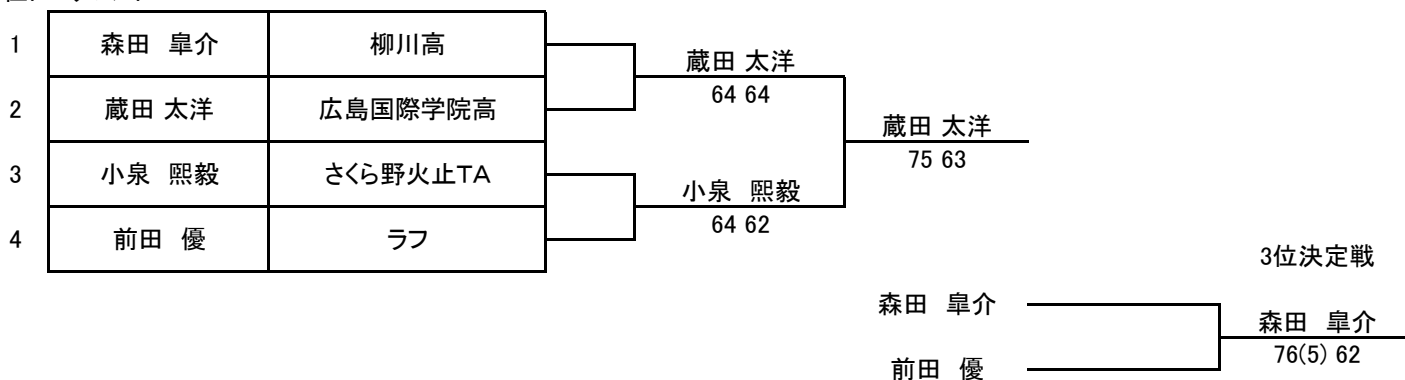 1 森田 皐介 柳川高
蔵田 太洋
64 64
2 蔵田 太洋 広島国際学院高
蔵田 太洋
75 63
3 小泉 熙毅 さくら野火止TA
小泉 熙毅
64 62
4 前田 優 ラフ
3位決定戦
森田 皐介
森田 皐介
76(5) 62
前田 優